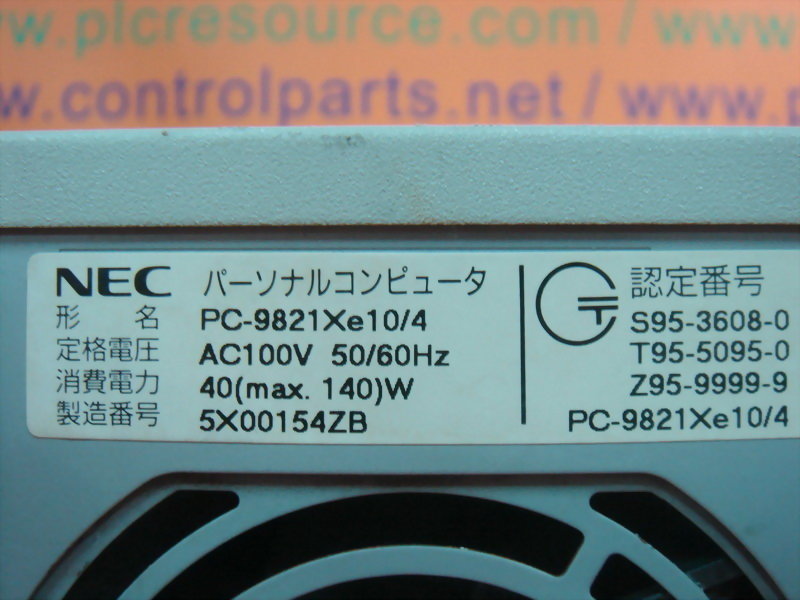 www.plcresource.com / www
www.controlparts.net / www
NEC パーソナルコンピュータ
形 名 PC-9821Xe10/4
定格電圧 AC100V 50/60Hz
消費電力 40(max. 140)W
製造番号 5X00154ZB
認定番号
S95-3608-0
T95-5095-0
Z95-9999-9
PC-9821Xe10/4